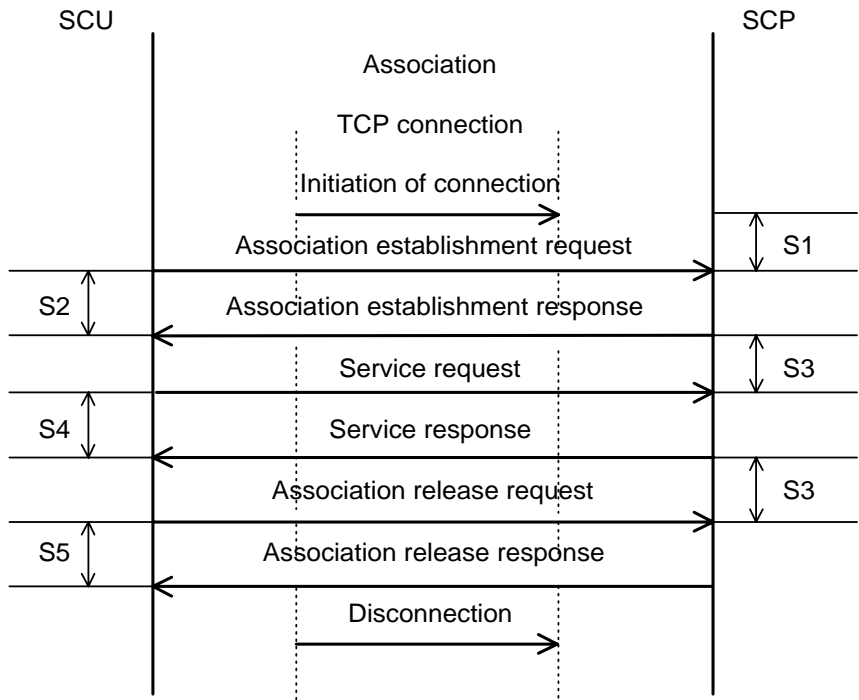 SCU
SCP
Association
TCP connection
Initiation of connection
Association establishment request
S1
S2
Association establishment response
Service request
S3
S4
Service response
Association release request
S3
S5
Association release response
Disconnection